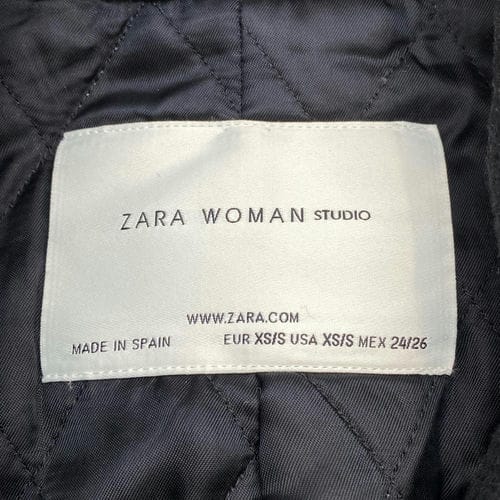 ZARA WOMAN STUDIO
WWW.ZARA.COM
MADE IN SPAIN EUR XS/S USA XS/S MEX 24/26